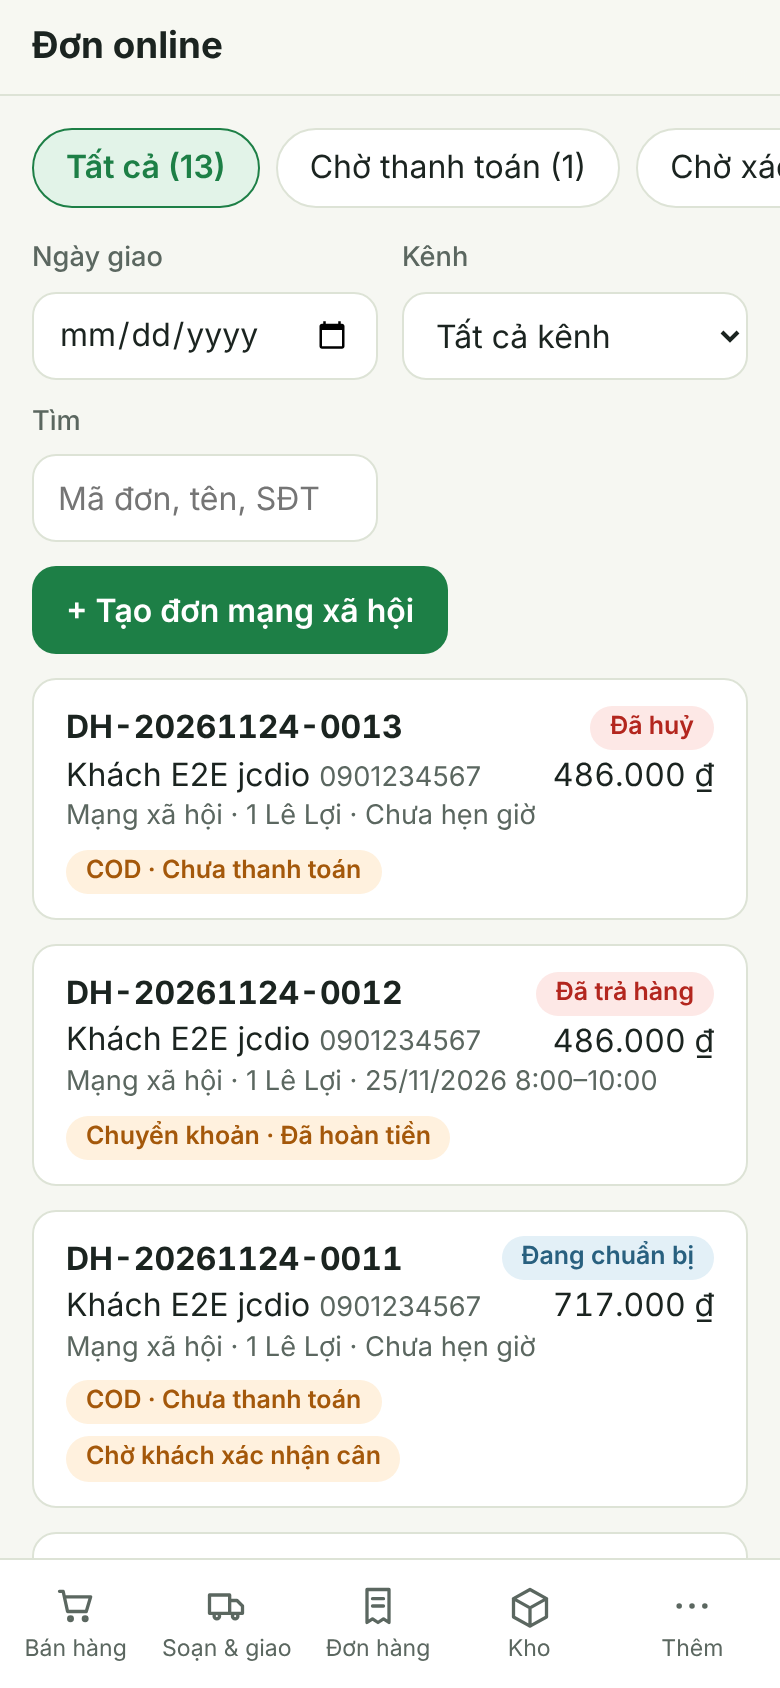 Đơn online
Tất cả (13)
Chờ thanh toán (1)
Chờ
Ngày giao
Kênh
mm/dd/yyyy
Tất cả kênh
Tìm
Mã đơn, tên, SĐT
+ Tạo đơn mạng xã hội
DH-20261124-0013
Đã huỷ
Khách E2E jcdio 0901234567
486.000 ₫
Mạng xã hội · 1 Lê Lợi · Chưa hẹn giờ
COD · Chưa thanh toán
DH-20261124-0012
Đã trả hàng
Khách E2E jcdio 0901234567
486.000 ₫
Mạng xã hội · 1 Lê Lợi · 25/11/2026 8:00–10:00
Chuyển khoản · Đã hoàn tiền
DH-20261124-0011
Đang chuẩn bị
Khách E2E jcdio 0901234567
717.000 ₫
Mạng xã hội · 1 Lê Lợi · Chưa hẹn giờ
COD · Chưa thanh toán
Chờ khách xác nhận cân
Bán hàng
Soạn & giao
Đơn hàng
Kho
Thêm